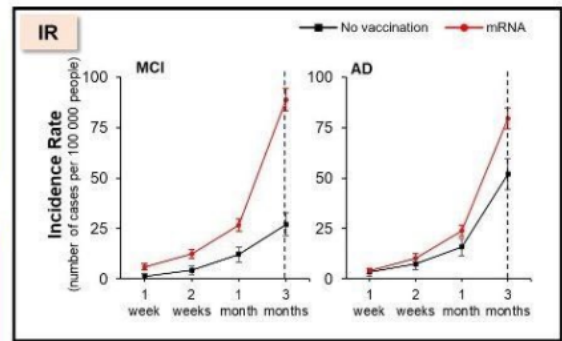 IR
No vaccination
mRNA
MCI
AD
Incidence Rate
(number of cases per 100 000 people)
100
75
50
25
0
100
75
50
25
0
1 week
2 weeks
1 month
3 months
1 week
2 weeks
1 month
3 months